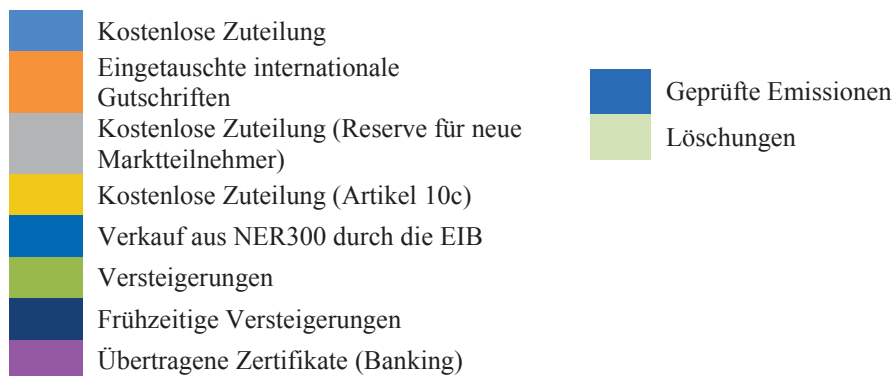 Kostenlose Zuteilung
Eingetauschte internationale
Gutschriften
Kostenlose Zuteilung (Reserve für neue
Marktteilnehmer)
Kostenlose Zuteilung (Artikel 10c)
Verkauf aus NER300 durch die EIB
Versteigerungen
Frühzeitige Versteigerungen
Übertragene Zertifikate (Banking)
Geprüfte Emissionen
Löschungen